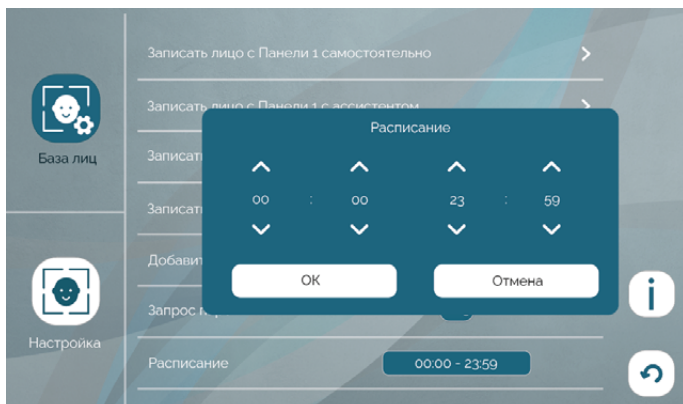 Записать лицо с Панели 1 самостоятельно
Записать лицо с Панели 1 с ассистентом
База лиц
Расписание
00 : 00 23 : 59
OK Отмена
Настройка
Расписание 00:00 - 23:59